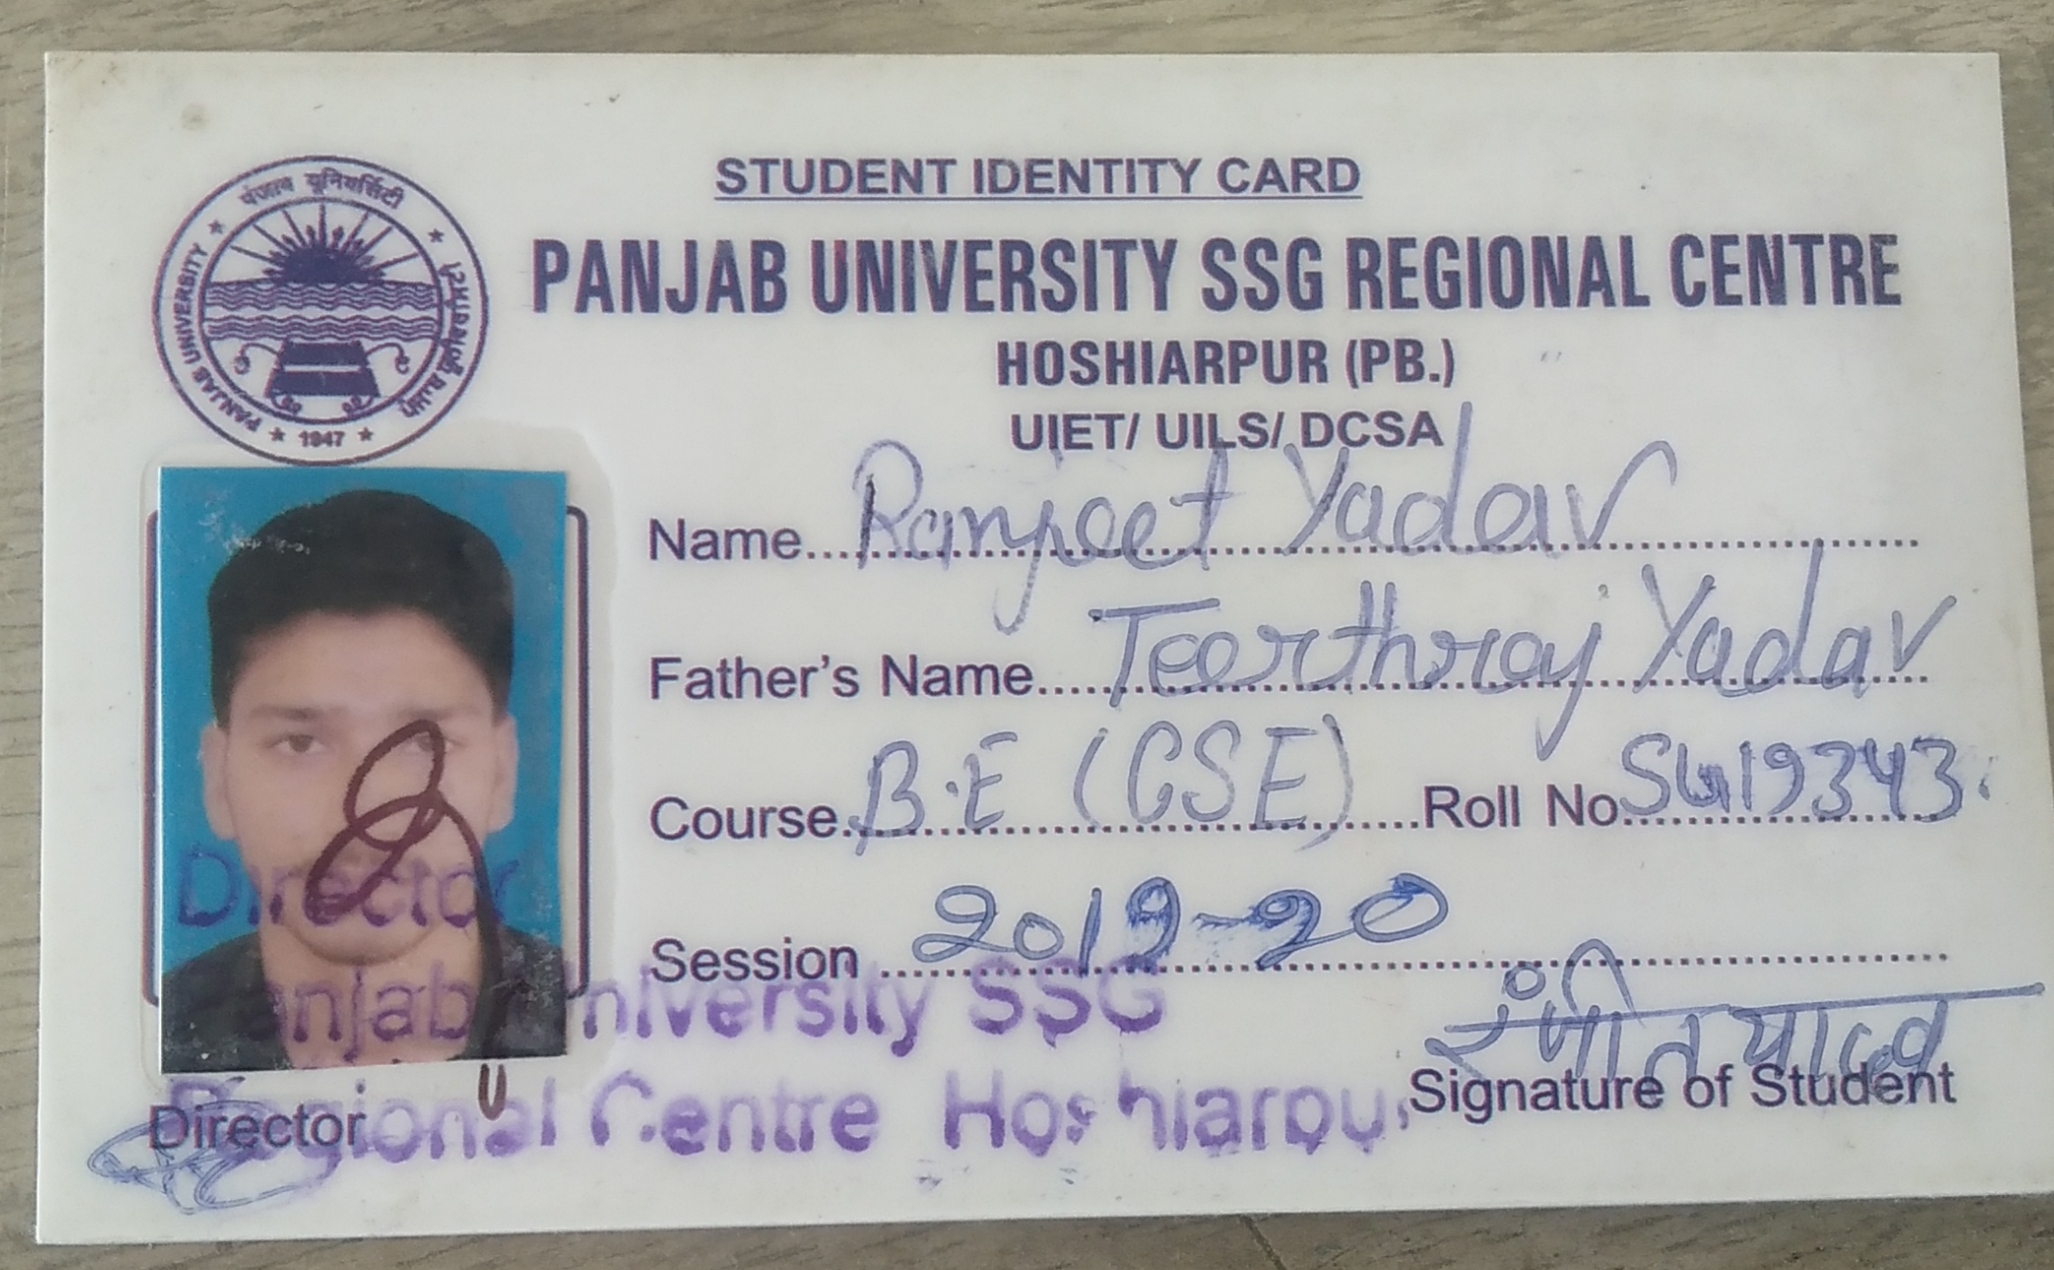 STUDENT IDENTITY CARD
पंजाब यूनिवर्सिटी
PANJAB UNIVERSITY
ਪੰਜਾਬ ਯੂਨੀਵਰਸਿਟੀ
★ 1947 ★
PANJAB UNIVERSITY SSG REGIONAL CENTRE
HOSHIARPUR (PB.)
UIET/ UILS/ DCSA
Name Ranjeet Yadav
Father's Name Teerthraj Yadav
Course B.E (CSE) Roll No SG19343
Session 2019-20
Director
Panjab University SSG
Regional Centre Hoshiarpur
रंजीत यादव
Director
Signature of Student